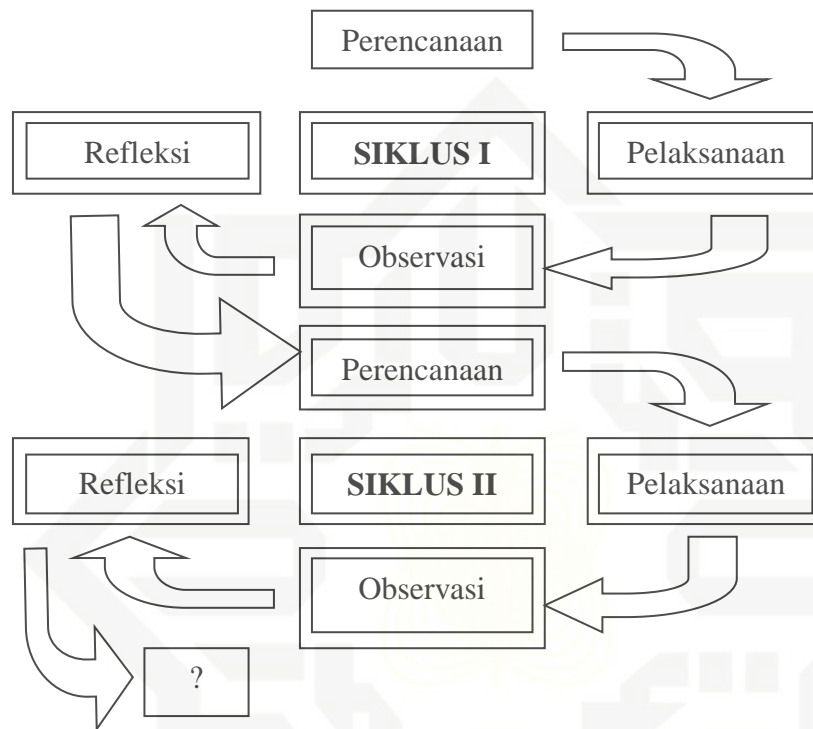 Perencanaan
Refleksi
SIKLUS I
Pelaksanaan
Observasi
Perencanaan
Refleksi
SIKLUS II
Pelaksanaan
Observasi
?